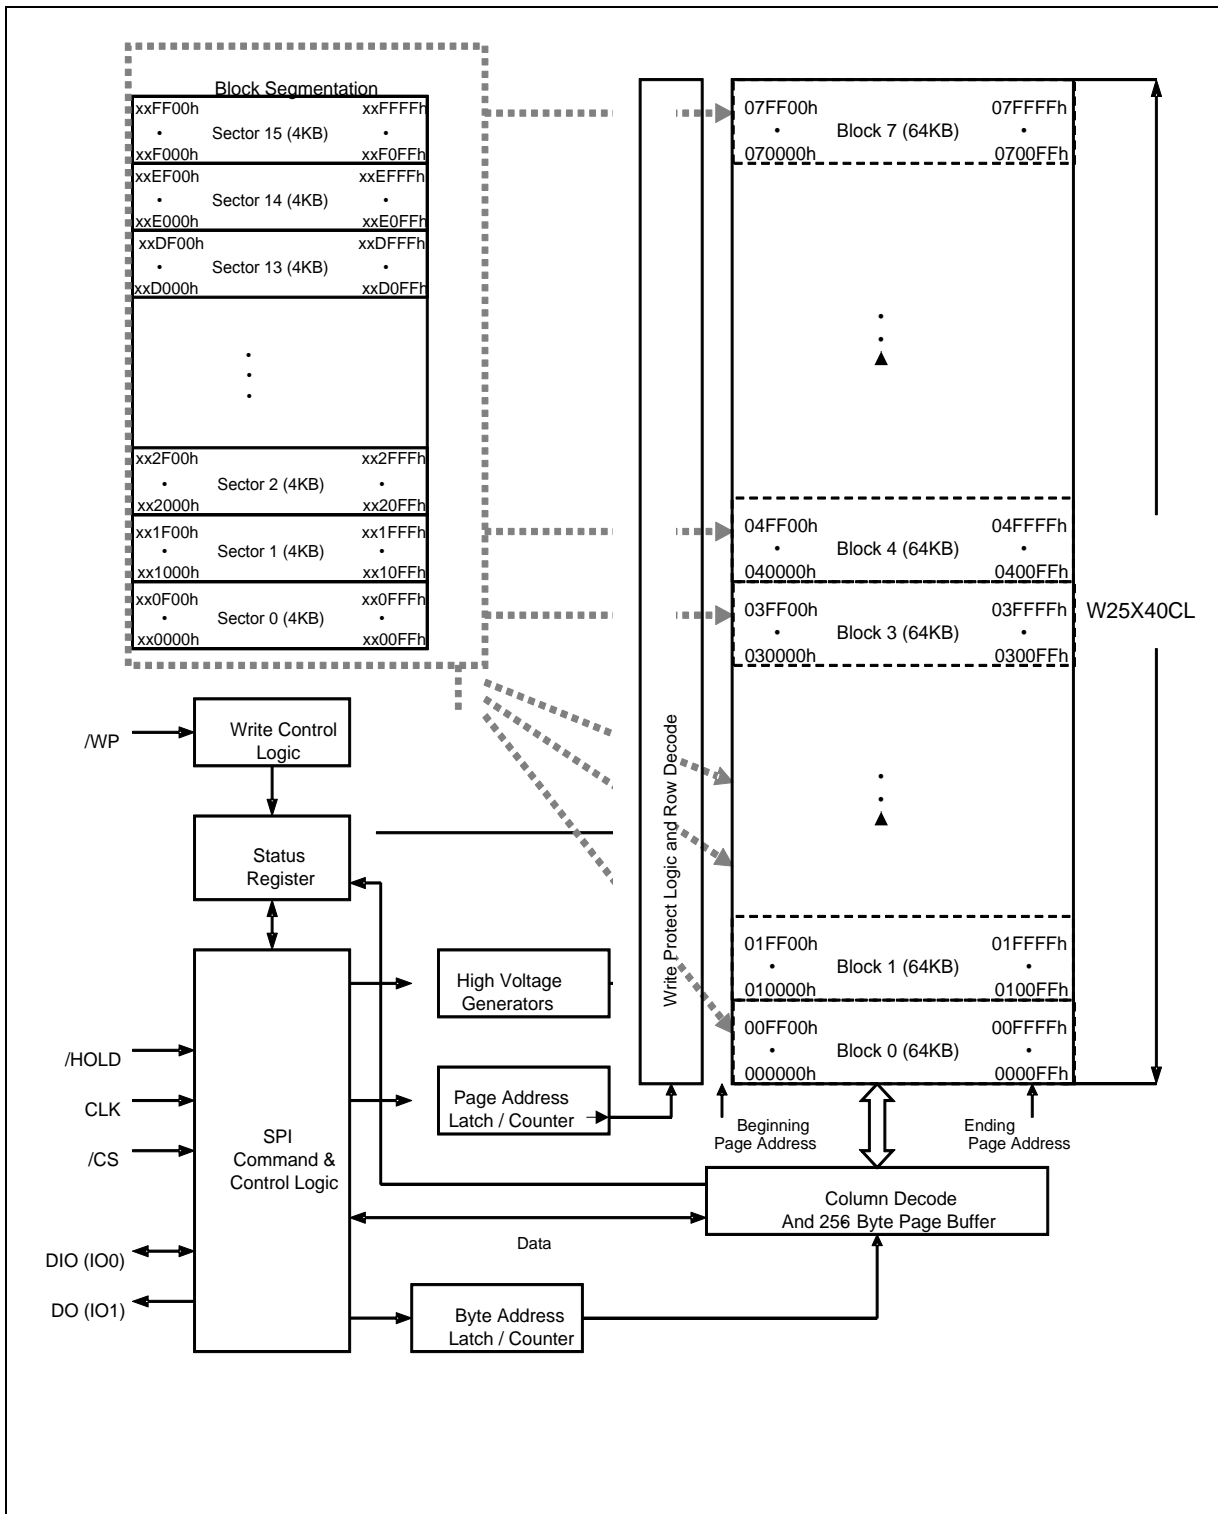 Block Segmentation
xxFF00h xxFFFFh
• Sector 15 (4KB) •
xxF000h xxF0FFh
xxEF00h xxEFFFh
• Sector 14 (4KB) •
xxE000h xxE0FFh
xxDF00h xxDFFFh
• Sector 13 (4KB) •
xxD000h xxD0FFh
xx2F00h xx2FFFh
• Sector 2 (4KB) •
xx2000h xx20FFh
xx1F00h xx1FFFh
• Sector 1 (4KB) •
xx1000h xx10FFh
xx0F00h xx0FFFh
• Sector 0 (4KB) •
xx0000h xx00FFh
Write Protect Logic and Row Decode
07FF00h 07FFFFh
• Block 7 (64KB) •
070000h 0700FFh
04FF00h 04FFFFh
• Block 4 (64KB) •
040000h 0400FFh
03FF00h 03FFFFh
• Block 3 (64KB) •
030000h 0300FFh
01FF00h 01FFFFh
• Block 1 (64KB) •
010000h 0100FFh
00FF00h 00FFFFh
• Block 0 (64KB) •
000000h 0000FFh
W25X40CL
Beginning
Page Address
Ending
Page Address
/WP
Write Control
Logic
Status
Register
High Voltage
Generators
/HOLD
CLK
/CS
DIO (IO0)
DO (IO1)
SPI
Command &
Control Logic
Page Address
Latch / Counter
Column Decode
And 256 Byte Page Buffer
Data
Byte Address
Latch / Counter